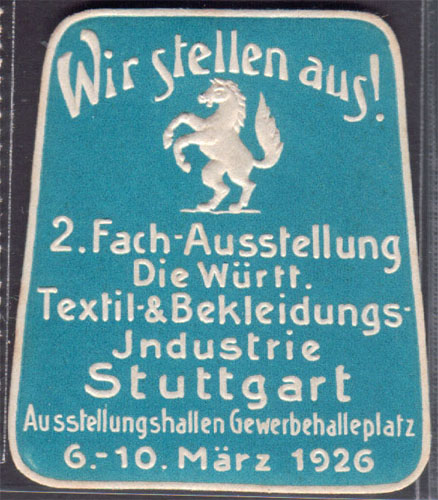 Wir stellen aus!
2. Fach-Ausstellung
Die Württ.
Textil-& Bekleidungs-
Jndustrie
Stuttgart
Ausstellungshallen Gewerbehalleplatz
6.-10. März 1926